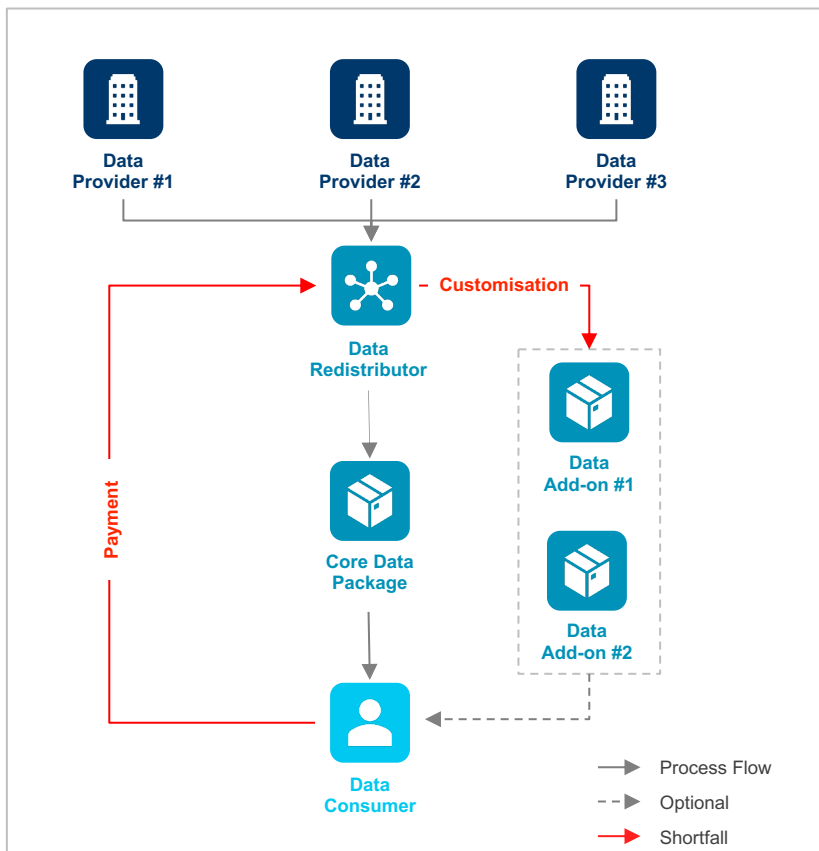 Data
Provider #1
Data
Provider #2
Data
Provider #3
Customisation
Data
Redistributor
Data
Add-on #1
Payment
Core Data
Package
Data
Add-on #2
Data
Consumer
Process Flow
Optional
Shortfall